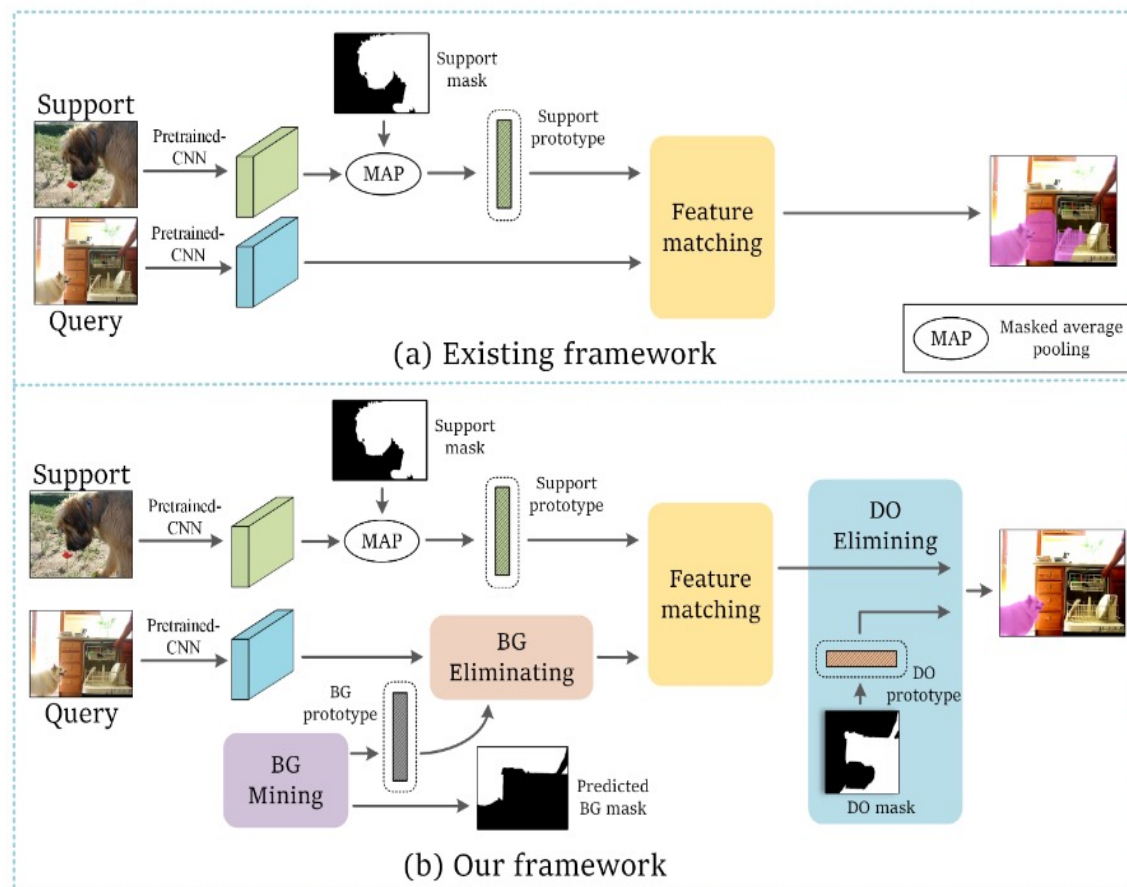 Support
Pretrained-
CNN
Support
mask
MAP
Support
prototype
Feature
matching
Pretrained-
CNN
Query
MAP
Masked average
pooling
(a) Existing framework
Support
Pretrained-
CNN
Support
mask
MAP
Support
prototype
Feature
matching
DO
Elimining
Pretrained-
CNN
Query
BG
Eliminating
BG
prototype
BG
Mining
Predicted
BG mask
DO
prototype
DO mask
(b) Our framework